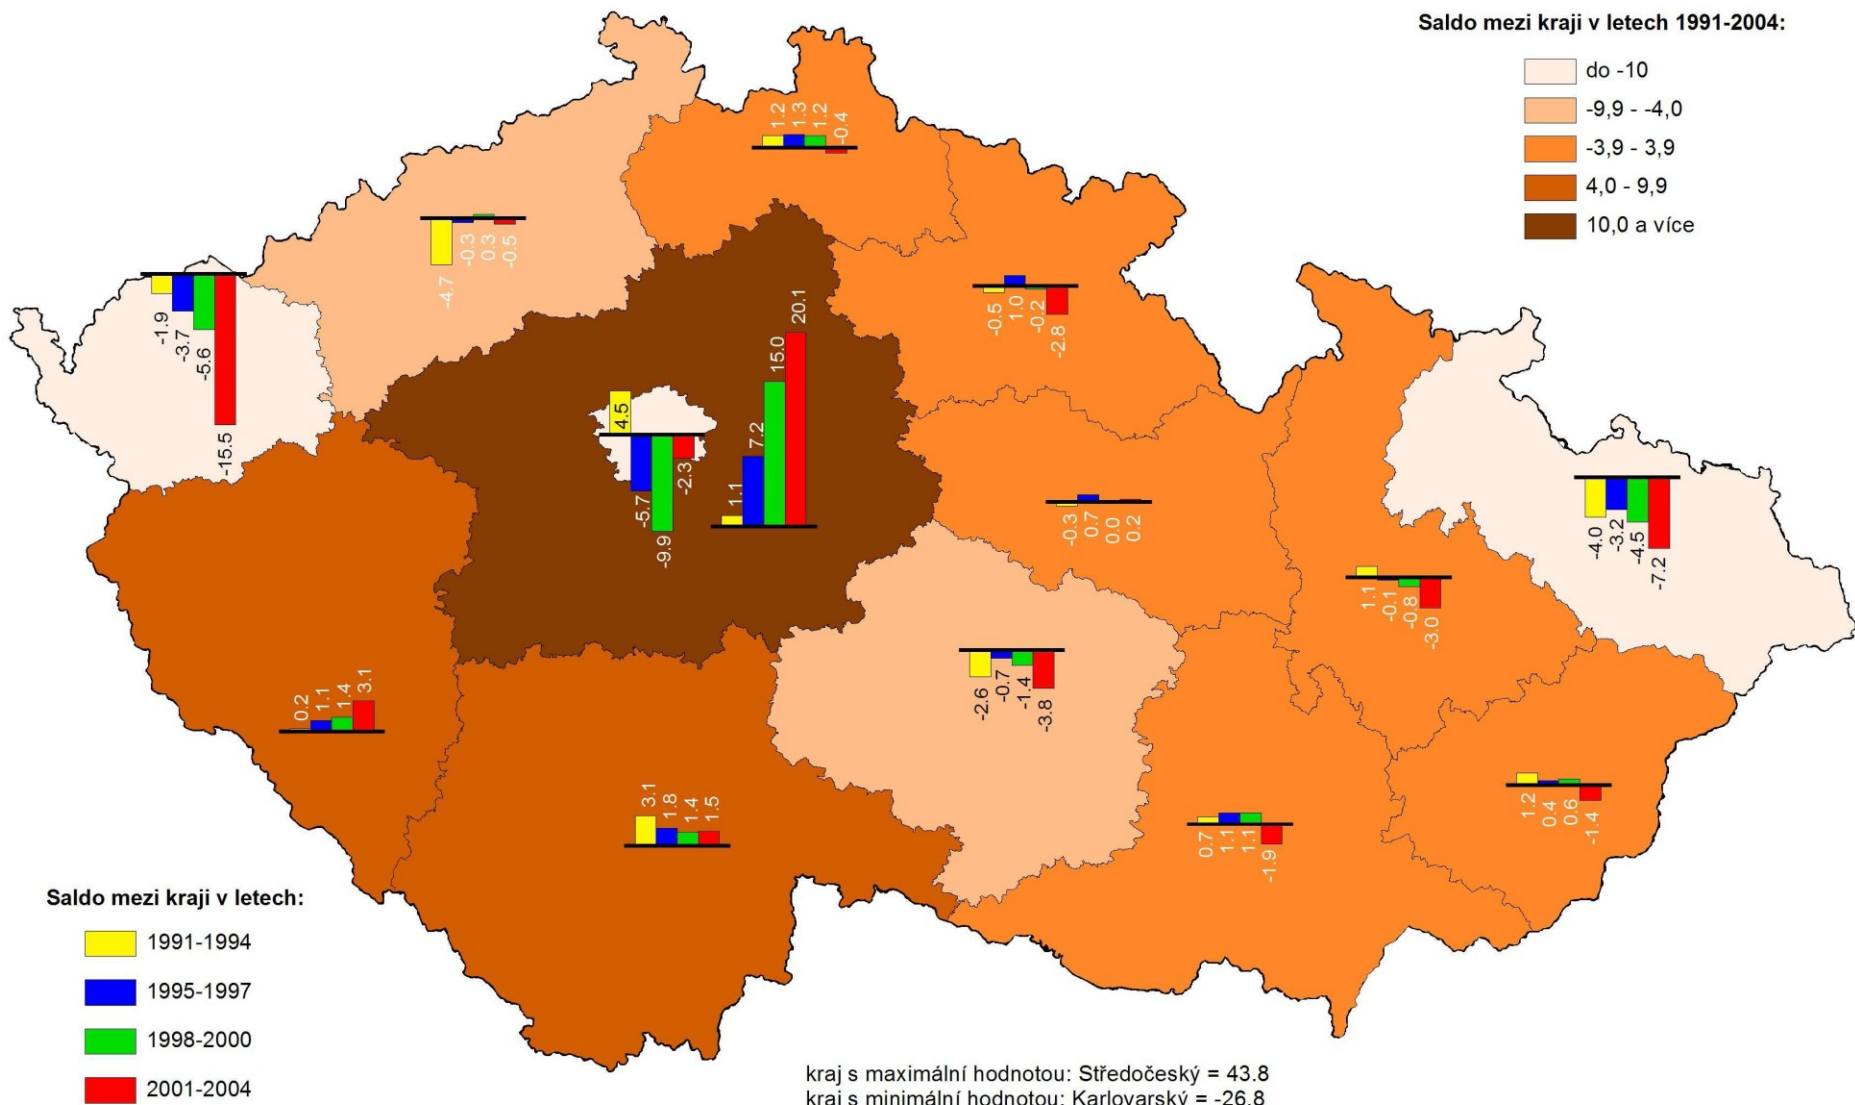 Saldo mezi kraji v letech 1991-2004:
do -10
-9,9 - -4,0
-3,9 - 3,9
4,0 - 9,9
10,0 a více
1.2 1.3 1.2 -0.4
-4.7 -0.3 0.3 -0.5
-1.9 -3.7 -5.6 -15.5
-0.5 1.0 -0.2 -2.8
4.5 -5.7 -9.9 -2.3
1.1 7.2 15.0 20.1
-0.3 0.7 0.0 0.2
-4.0 -3.2 -4.5 -7.2
1.1 -0.1 -0.8 -3.0
-2.6 -0.7 -1.4 -3.8
0.2 1.1 1.4 3.1
3.1 1.8 1.4 1.5
0.7 1.1 1.1 -1.9
1.2 0.4 0.6 -1.4
Saldo mezi kraji v letech:
1991-1994
1995-1997
1998-2000
2001-2004
kraj s maximální hodnotou: Středočeský = 43.8
kraj s minimální hodnotou: Karlovarský = -26.8